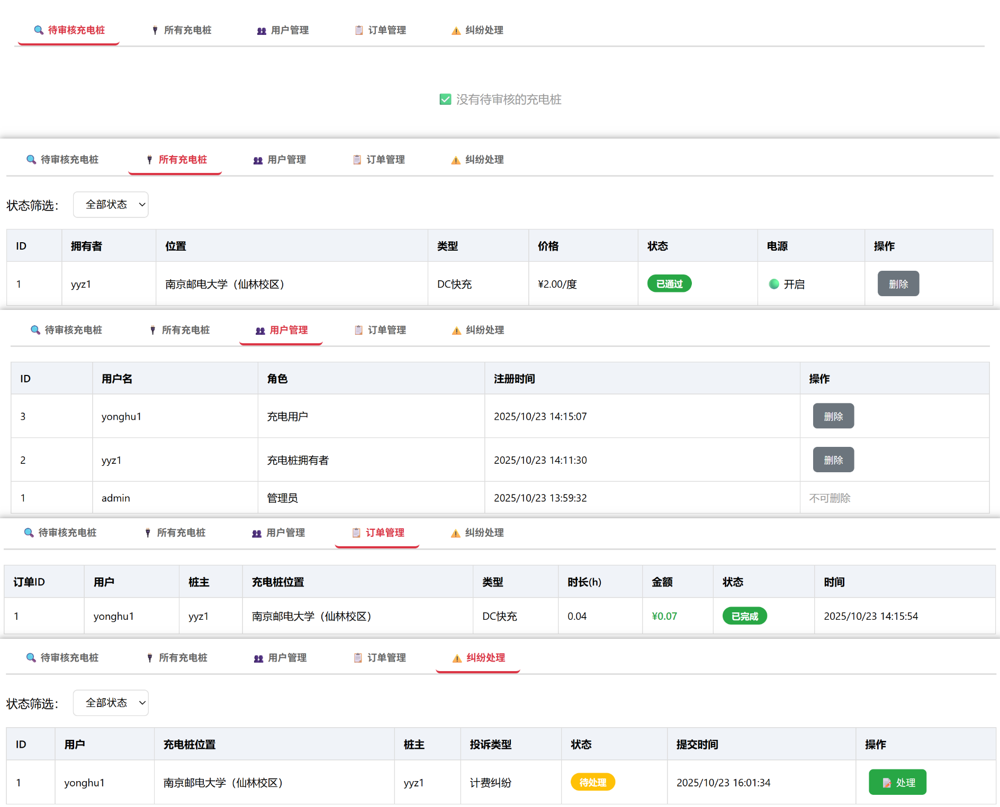 待审核充电桩 所有充电桩 用户管理 订单管理 纠纷处理
没有待审核的充电桩
待审核充电桩 所有充电桩 用户管理 订单管理 纠纷处理
状态筛选： 全部状态
ID 拥有者 位置 类型 价格 状态 电源 操作
1 yyz1 南京邮电大学（仙林校区） DC快充 ¥2.00/度 已通过 开启 删除
待审核充电桩 所有充电桩 用户管理 订单管理 纠纷处理
ID 用户名 角色 注册时间 操作
3 yonghu1 充电用户 2025/10/23 14:15:07 删除
2 yyz1 充电桩拥有者 2025/10/23 14:11:30 删除
1 admin 管理员 2025/10/23 13:59:32 不可删除
待审核充电桩 所有充电桩 用户管理 订单管理 纠纷处理
订单ID 用户 桩主 充电桩位置 类型 时长(h) 金额 状态 时间
1 yonghu1 yyz1 南京邮电大学（仙林校区） DC快充 0.04 ¥0.07 已完成 2025/10/23 14:15:54
待审核充电桩 所有充电桩 用户管理 订单管理 纠纷处理
状态筛选： 全部状态
ID 用户 充电桩位置 桩主 投诉类型 状态 提交时间 操作
1 yonghu1 南京邮电大学（仙林校区） yyz1 计费纠纷 待处理 2025/10/23 16:01:34 处理